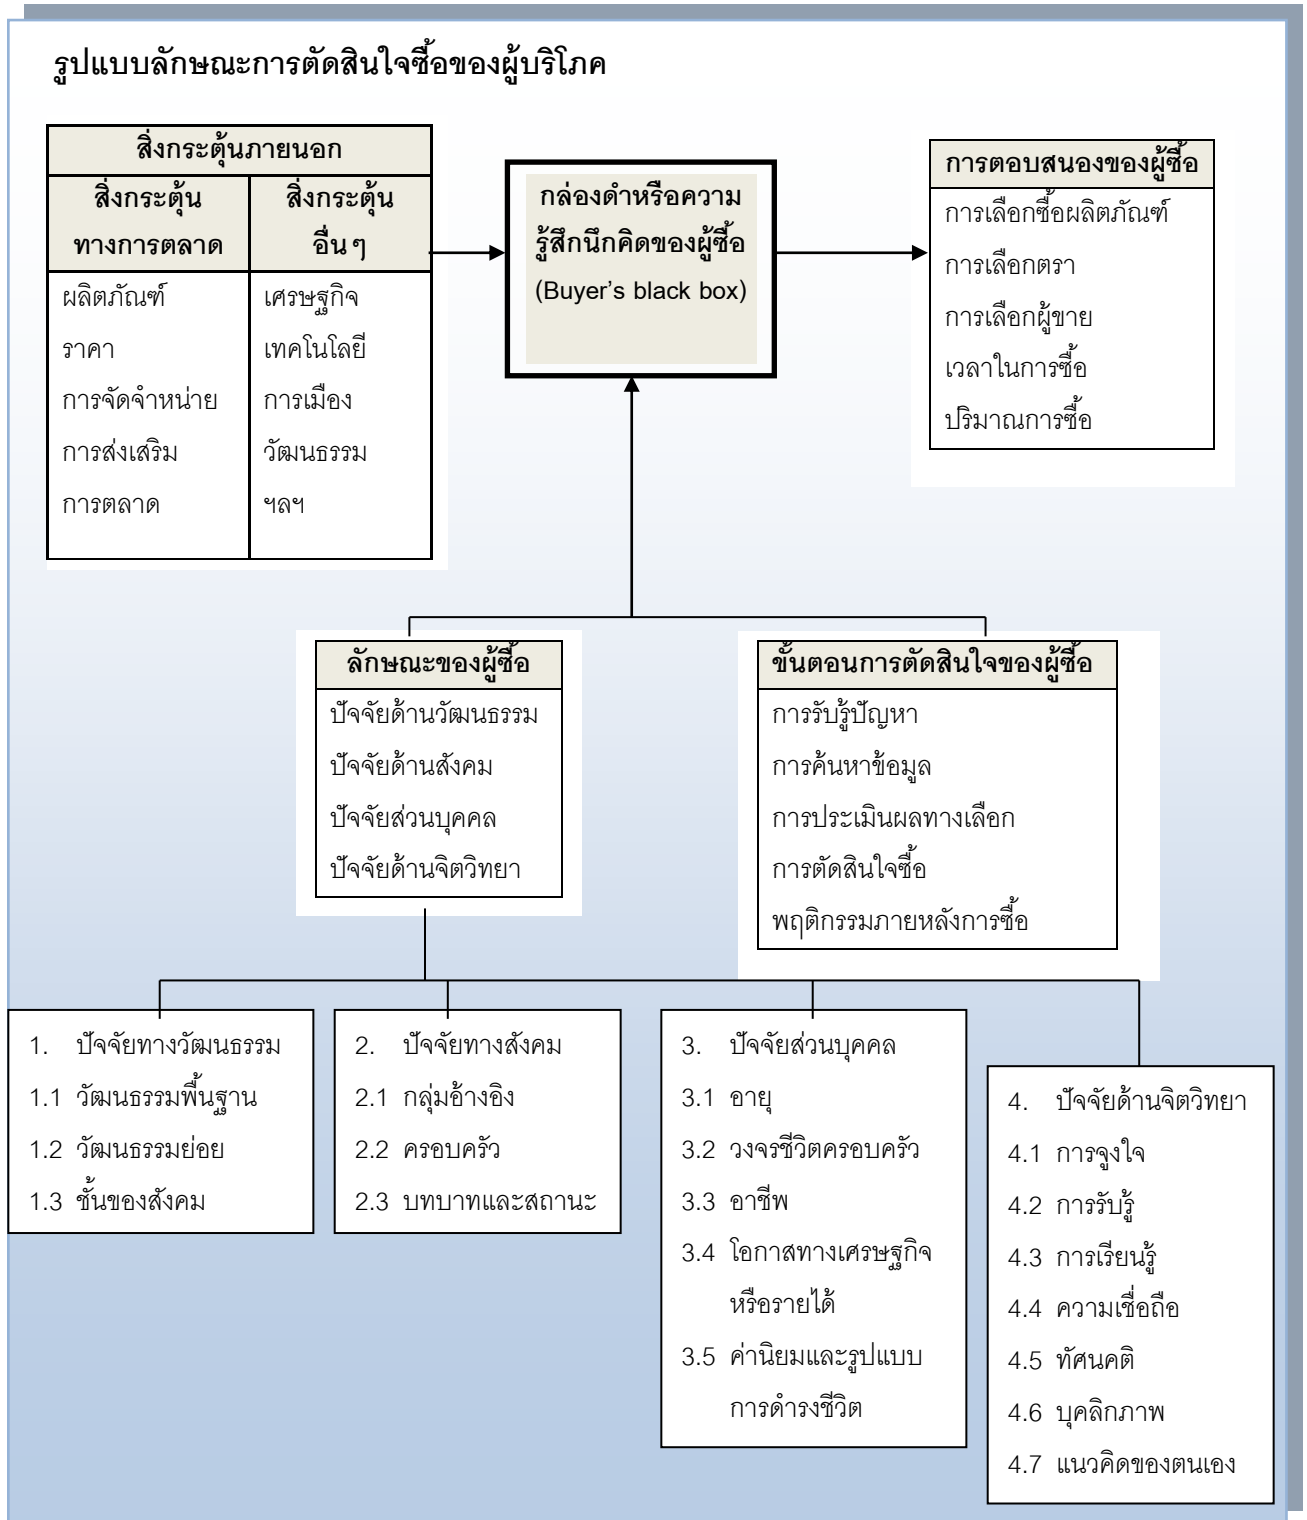 รูปแบบลักษณะการตัดสินใจซื้อของผู้บริโภค
สิ่งกระตุ้นภายนอก
สิ่งกระตุ้น
ทางการตลาด
สิ่งกระตุ้น
อื่น ๆ
ผลิตภัณฑ์
ราคา
การจัดจำหน่าย
การส่งเสริม
การตลาด
เศรษฐกิจ
เทคโนโลยี
การเมือง
วัฒนธรรม
ฯลฯ
กล่องดำหรือความ
รู้สึกนึกคิดของผู้ซื้อ
(Buyer's black box)
การตอบสนองของผู้ซื้อ
การเลือกซื้อผลิตภัณฑ์
การเลือกตรา
การเลือกผู้ขาย
เวลาในการซื้อ
ปริมาณการซื้อ
ลักษณะของผู้ซื้อ
ปัจจัยด้านวัฒนธรรม
ปัจจัยด้านสังคม
ปัจจัยส่วนบุคคล
ปัจจัยด้านจิตวิทยา
ขั้นตอนการตัดสินใจของผู้ซื้อ
การรับรู้ปัญหา
การค้นหาข้อมูล
การประเมินผลทางเลือก
การตัดสินใจซื้อ
พฤติกรรมภายหลังการซื้อ
1. ปัจจัยทางวัฒนธรรม
1.1 วัฒนธรรมพื้นฐาน
1.2 วัฒนธรรมย่อย
1.3 ชั้นของสังคม
2. ปัจจัยทางสังคม
2.1 กลุ่มอ้างอิง
2.2 ครอบครัว
2.3 บทบาทและสถานะ
3. ปัจจัยส่วนบุคคล
3.1 อายุ
3.2 วงจรชีวิตครอบครัว
3.3 อาชีพ
3.4 โอกาสทางเศรษฐกิจ
หรือรายได้
3.5 ค่านิยมและรูปแบบ
การดำรงชีวิต
4. ปัจจัยด้านจิตวิทยา
4.1 การจูงใจ
4.2 การรับรู้
4.3 การเรียนรู้
4.4 ความเชื่อถือ
4.5 ทัศนคติ
4.6 บุคลิกภาพ
4.7 แนวคิดของตนเอง